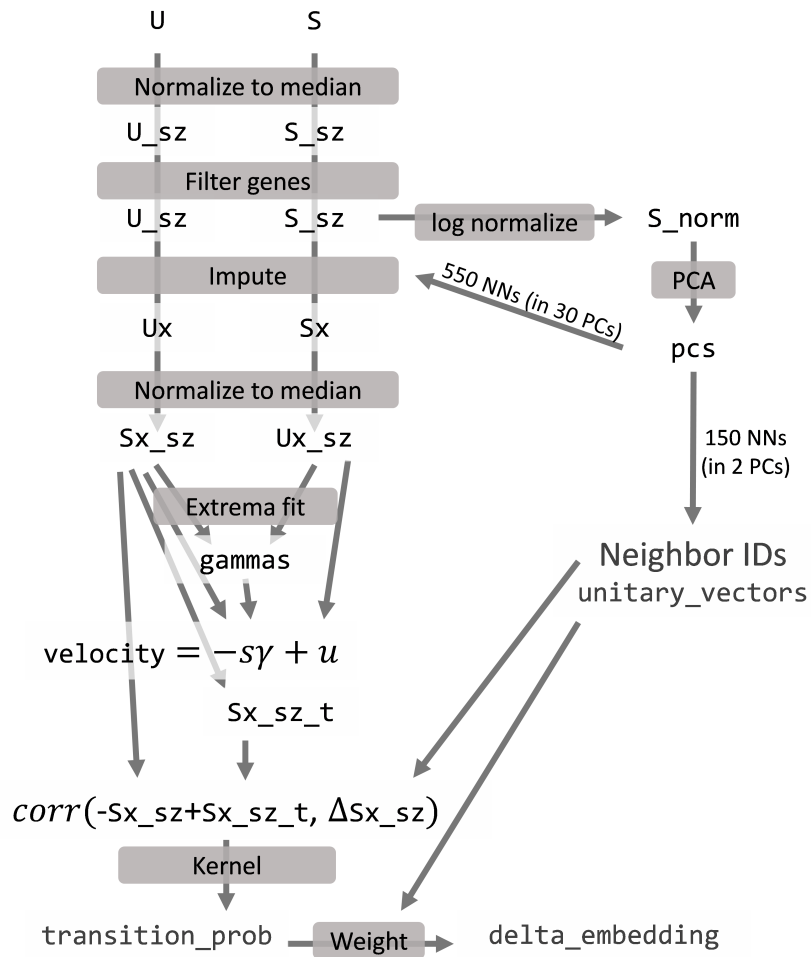 U S
Normalize to median
U_sz S_sz
Filter genes
U_sz S_sz log normalize S_norm
Impute 550 NNs (in 30 PCs) PCA
Ux Sx pcs
Normalize to median
Sx_sz Ux_sz 150 NNs
(in 2 PCs)
Extrema fit
gammas Neighbor IDs
unitary_vectors
velocity = −sγ + u
Sx_sz_t
corr(-Sx_sz+Sx_sz_t, ΔSx_sz)
Kernel
transition_prob Weight delta_embedding